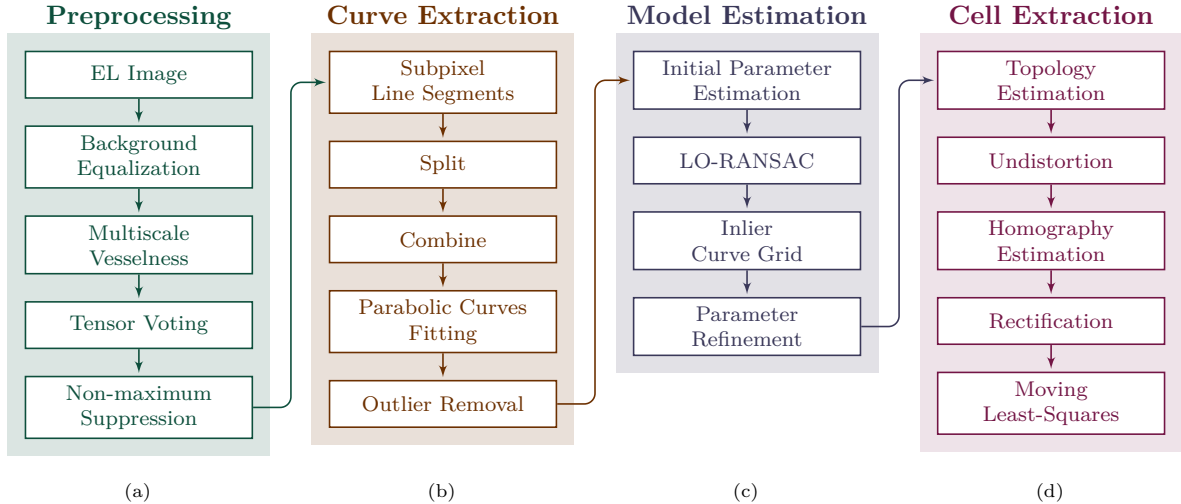 Preprocessing
EL Image
Background
Equalization
Multiscale
Vesselness
Tensor Voting
Non-maximum
Suppression
(a)
Curve Extraction
Subpixel
Line Segments
Split
Combine
Parabolic Curves
Fitting
Outlier Removal
(b)
Model Estimation
Initial Parameter
Estimation
LO-RANSAC
Inlier
Curve Grid
Parameter
Refinement
(c)
Cell Extraction
Topology
Estimation
Undistortion
Homography
Estimation
Rectification
Moving
Least-Squares
(d)